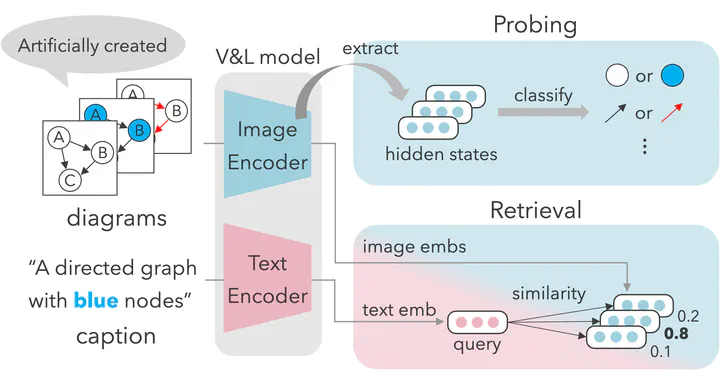 Artificially created
A
B
A
B
A
B
C
diagrams
"A directed graph
with blue nodes"
caption
V&L model
Image
Encoder
Text
Encoder
extract
Probing
hidden states
classify
or
or
Retrieval
image embs
text emb
query
similarity
0.2
0.8
0.1